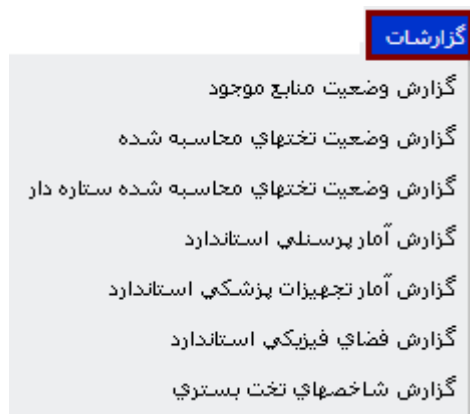 گزارشات
گزارش وضعيت منابع موجود
گزارش وضعيت تختهاي محاسبه شده
گزارش وضعيت تختهاي محاسبه شده ستاره دار
گزارش آمار پرسنلي استاندارد
گزارش آمار تجهيزات پزشكي استاندارد
گزارش فضاي فيزيكي استاندارد
گزارش شاخصهاي تخت بستري